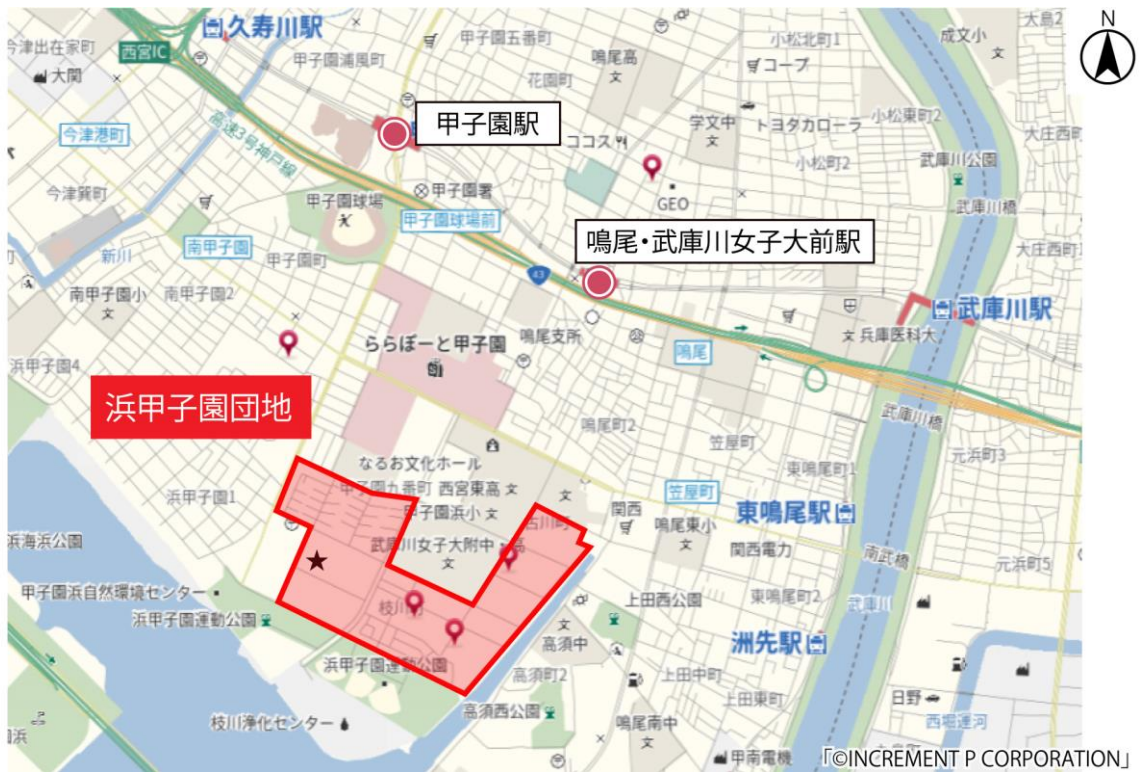 久寿川駅
甲子園五番町
小松北町1
大島2
成文小
N
今津出在家町
西宮IC
甲子園浦風町
鳴尾高
文
コープ
大関
花園町
甲子園駅
学文中
文
トヨタカローラ
小松東町2
大庄西町
今津港町
高速3号神戸線
ココス
小松町2
武庫川公園
今津巽町
甲子園署
GEO
甲子園球場
甲子園球場前
武庫川橋
南甲子園
鳴尾・武庫川女子大前駅
大庄西町1
新川
甲子園町
43
南甲子園小
文
南甲子園2
武庫川駅
ららぽーと甲子園
鳴尾支所
文 兵庫医科大
浜甲子園4
鳴尾
浜甲子園団地
鳴尾町2
武庫川橋
笠屋町
なるお文化ホール
東鳴尾町1
元浜町3
浜甲子園1
甲子園九番町
西宮東高 文
笠屋町
甲子園浜小 文
古川町
関西
東鳴尾駅
浜海浜公園
武庫川女子大附中・高
文
鳴尾東小
文
関西電力
南武橋
元浜町5
★
甲子園浜自然環境センター
枝川町
上田西公園
東鳴尾町2
武庫川
浜甲子園運動公園
高須中
文
洲先駅
浜甲子園運動公園
高須町2
上田中町
上田東町
日野
枝川浄化センター
高須西公園
鳴尾南中
文
西堀運河
甲南電機
「©INCREMENT P CORPORATION」